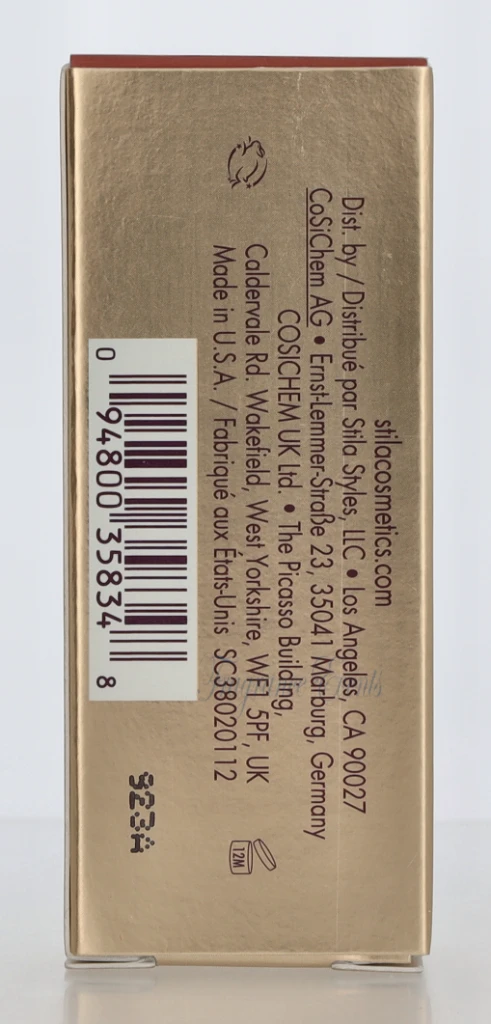 stilacosmetics.com
Dist. by / Distribué par Stila Styles, LLC • Los Angeles, CA 90027
CoSiChem AG • Ernst-Lemmer-Straße 23, 35041 Marburg, Germany
COSICHEM UK Ltd. • The Picasso Building,
Caldervale Rd. Wakefield, West Yorkshire, WF1 5PF, UK
Made in U.S.A. / Fabriqué aux États-Unis SC38020112
12M
0 94800 35834 8
923A